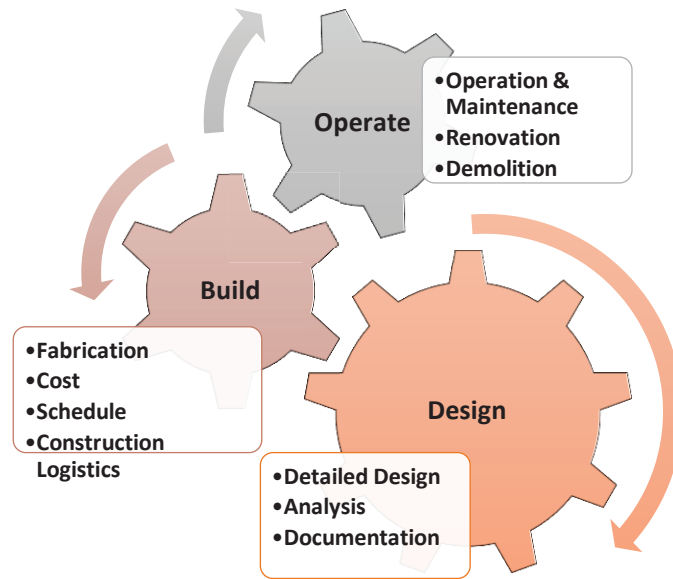 Operate
•Operation &
Maintenance
•Renovation
•Demolition
Build
•Fabrication
•Cost
•Schedule
•Construction
Logistics
Design
•Detailed Design
•Analysis
•Documentation